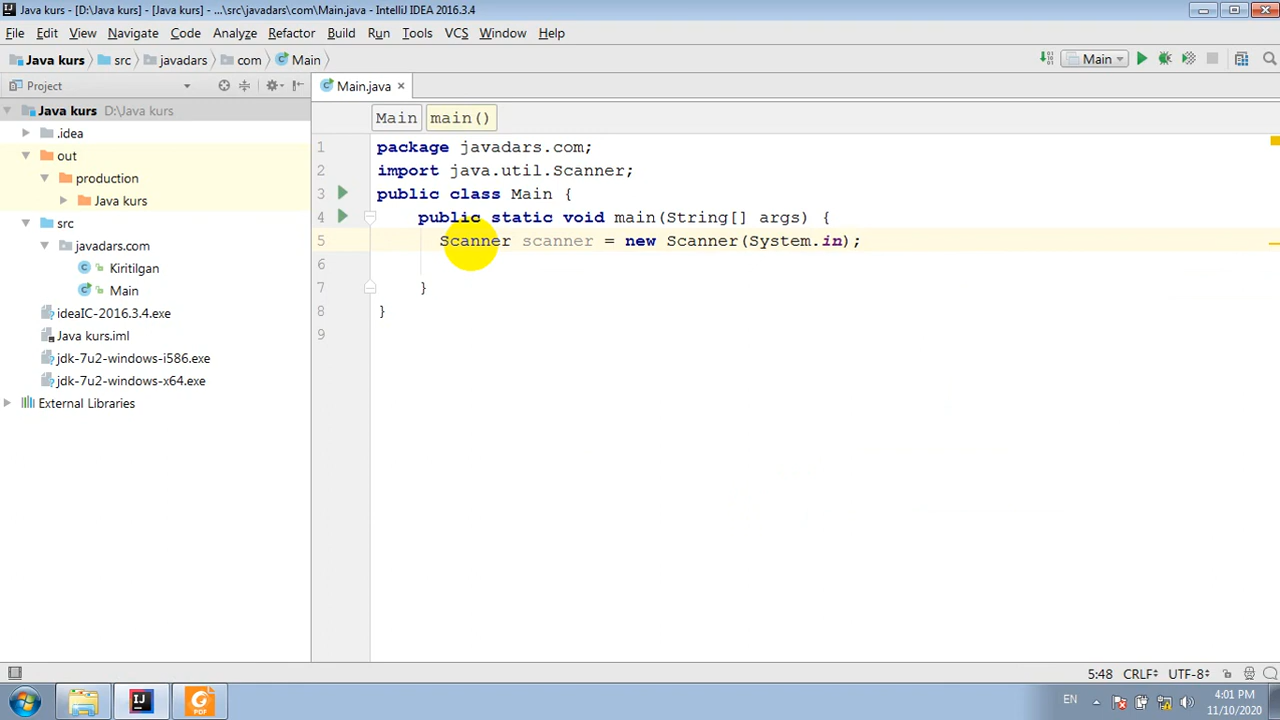 Java kurs - [D:\Java kurs] - [Java kurs] - ...\src\javadars\com\Main.java - IntelliJ IDEA 2016.3.4
File Edit View Navigate Code Analyze Refactor Build Run Tools VCS Window Help
Java kurs src javadars com Main Main
Project Main.java
Java kurs D:\Java kurs
.idea
out
production
Java kurs
src
javadars.com
Kiritilgan
Main
ideaIC-2016.3.4.exe
Java kurs.iml
jdk-7u2-windows-i586.exe
jdk-7u2-windows-x64.exe
External Libraries
Main main()
1 package javadars.com;
2 import java.util.Scanner;
3 public class Main {
4 public static void main(String[] args) {
5 Scanner scanner = new Scanner(System.in);
6
7 }
8 }
9
5:48 CRLF UTF-8
PDF
EN 4:01 PM
11/10/2020